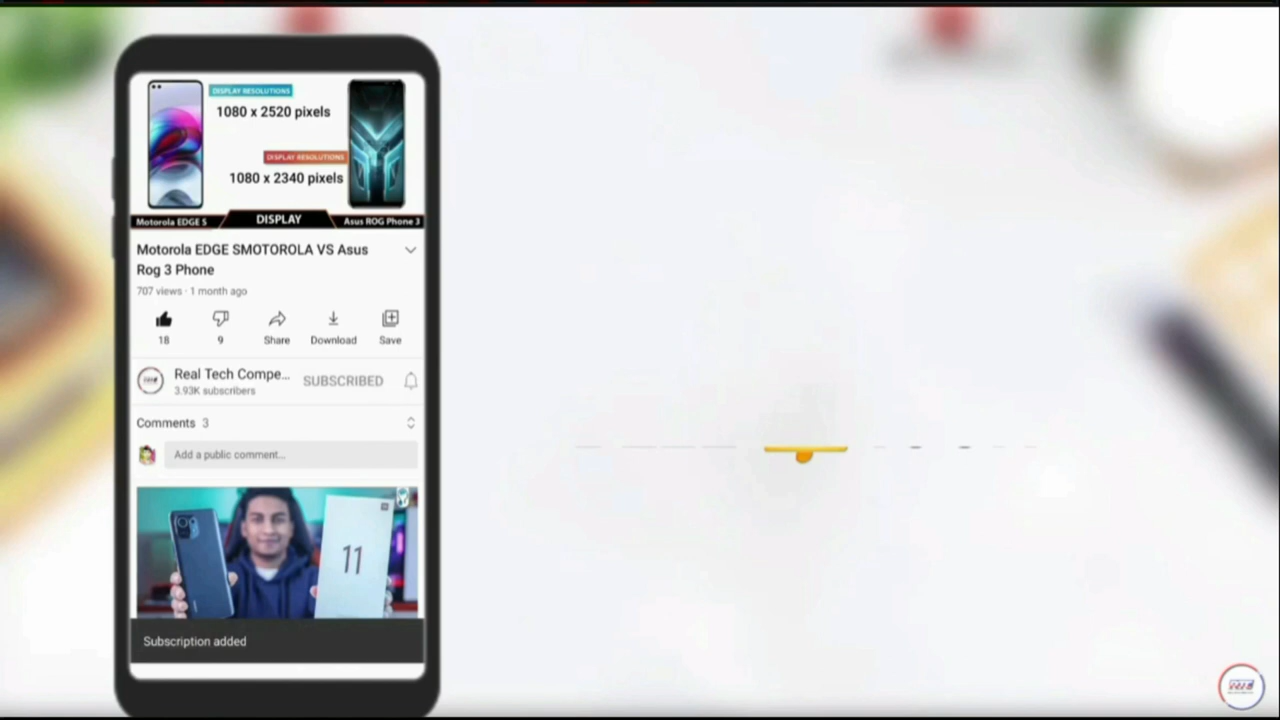 DISPLAY RESOLUTIONS
1080 x 2520 pixels
DISPLAY RESOLUTIONS
1080 x 2340 pixels
Motorola EDGE S
DISPLAY
Asus ROG Phone 3
Motorola EDGE SMOTOROLA VS Asus
Rog 3 Phone
707 views · 1 month ago
18
9
Share
Download
Save
Real Tech Compe...
SUBSCRIBED
3.93K subscribers
Comments 3
Add a public comment...
11
Subscription added